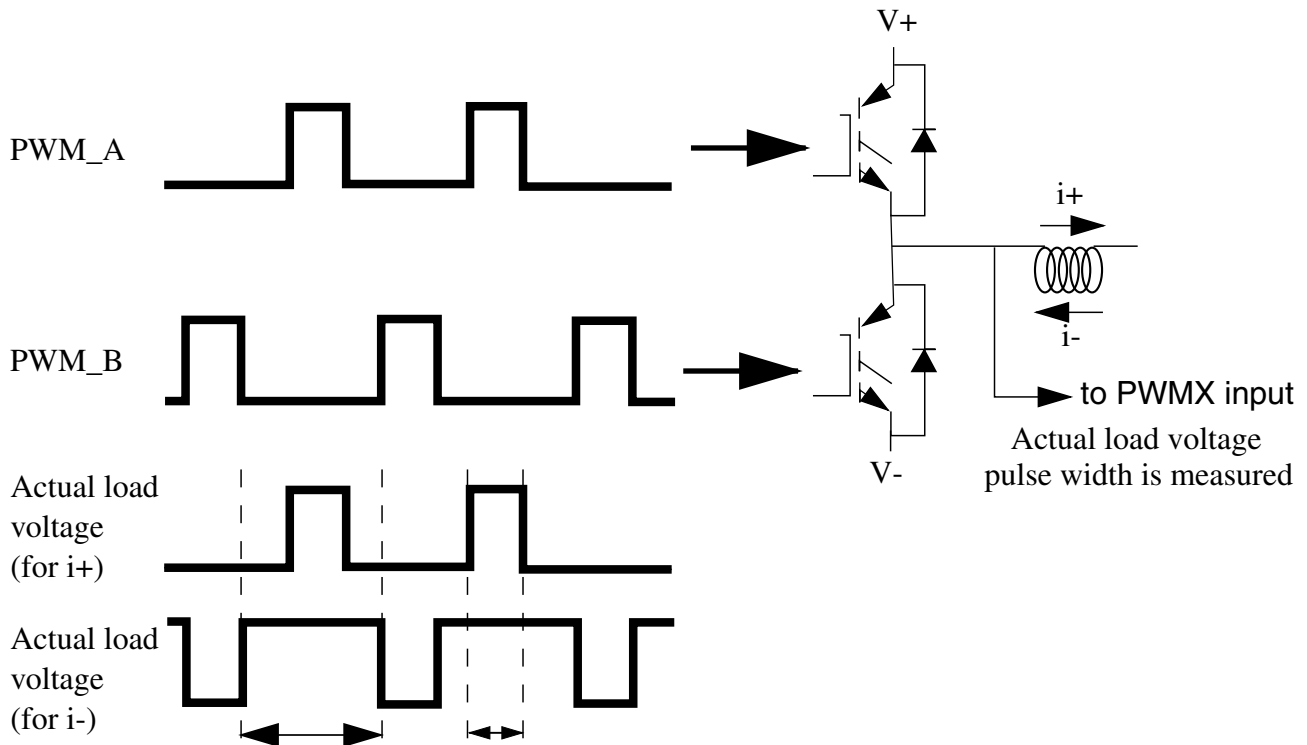 V+
PWM_A
i+
i-
PWM_B
to PWMX input
Actual load voltage
pulse width is measured
V-
Actual load
voltage
(for i+)
Actual load
voltage
(for i-)